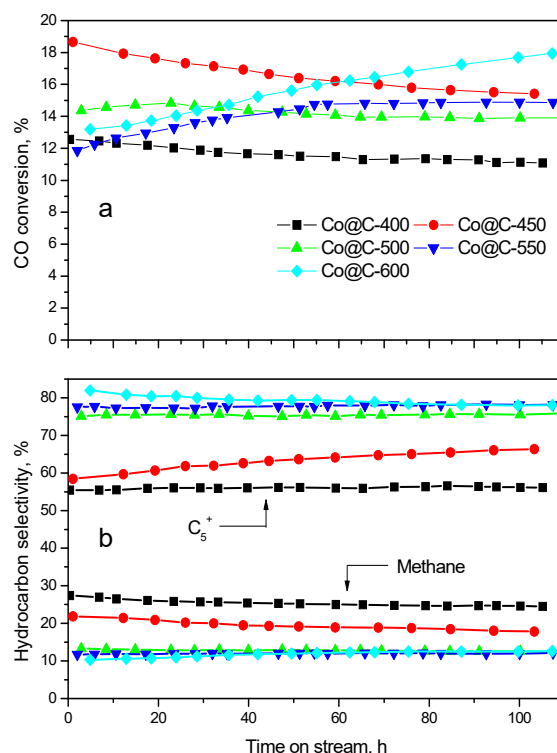 20
18
16
14
12
10
8
6
4
2
0
CO conversion, %
a
Co@C-400 Co@C-450
Co@C-500 Co@C-550
Co@C-600
80
70
60
50
40
30
20
10
0
Hydrocarbon selectivity, %
C5+
b
Methane
0 20 40 60 80 100
Time on stream, h